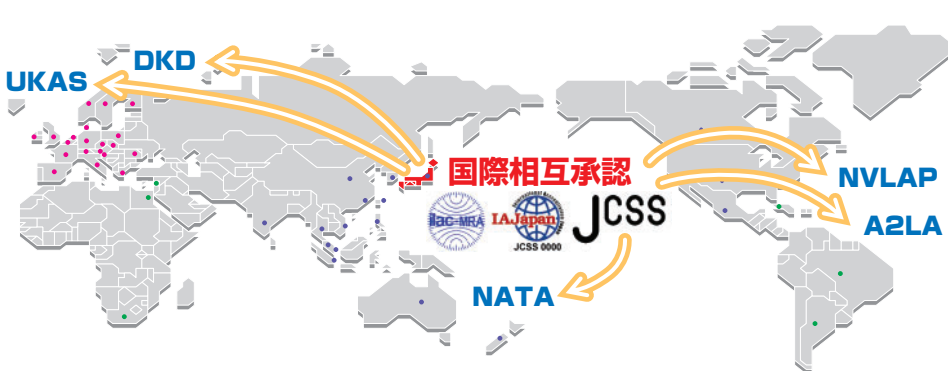 DKD
UKAS
国際相互承認
NVLAP
ilac-MRA
IAJapan
JCSS
A2LA
JCSS 0000
NATA